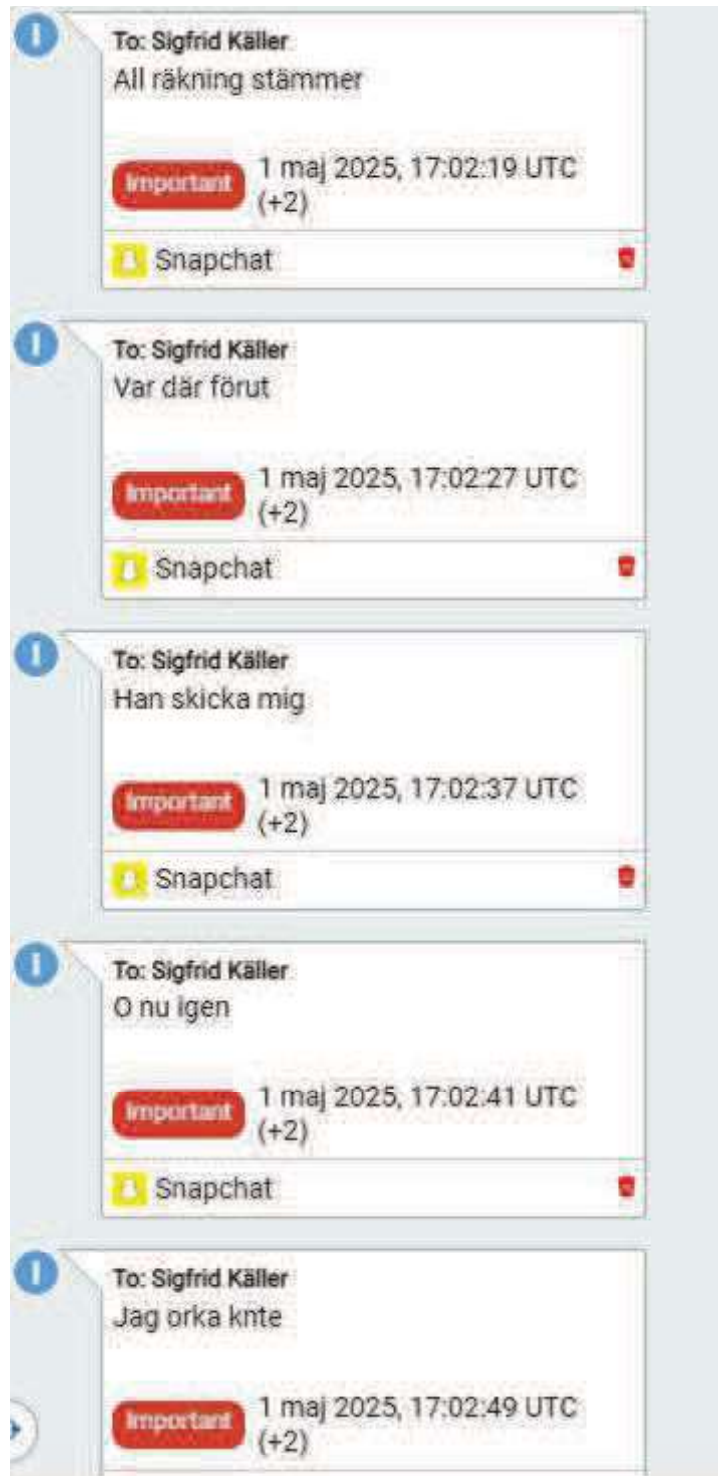 I
To: Sigfrid Käller
All räkning stämmer
Important
1 maj 2025, 17:02:19 UTC
(+2)
Snapchat
I
To: Sigfrid Käller
Var där förut
Important
1 maj 2025, 17:02:27 UTC
(+2)
Snapchat
I
To: Sigfrid Käller
Han skicka mig
Important
1 maj 2025, 17:02:37 UTC
(+2)
Snapchat
I
To: Sigfrid Käller
O nu igen
Important
1 maj 2025, 17:02:41 UTC
(+2)
Snapchat
I
To: Sigfrid Käller
Jag orka knte
Important
1 maj 2025, 17:02:49 UTC
(+2)